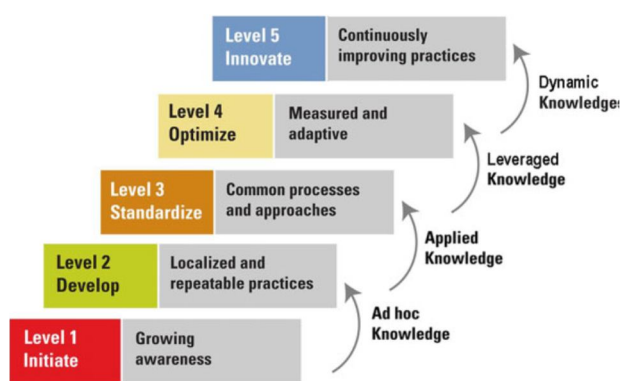 Level 5
Innovate
Continuously
improving practices
Dynamic
Knowledge
Level 4
Optimize
Measured and
adaptive
Leveraged
Knowledge
Level 3
Standardize
Common processes
and approaches
Applied
Knowledge
Level 2
Develop
Localized and
repeatable practices
Ad hoc
Knowledge
Level 1
Initiate
Growing
awareness